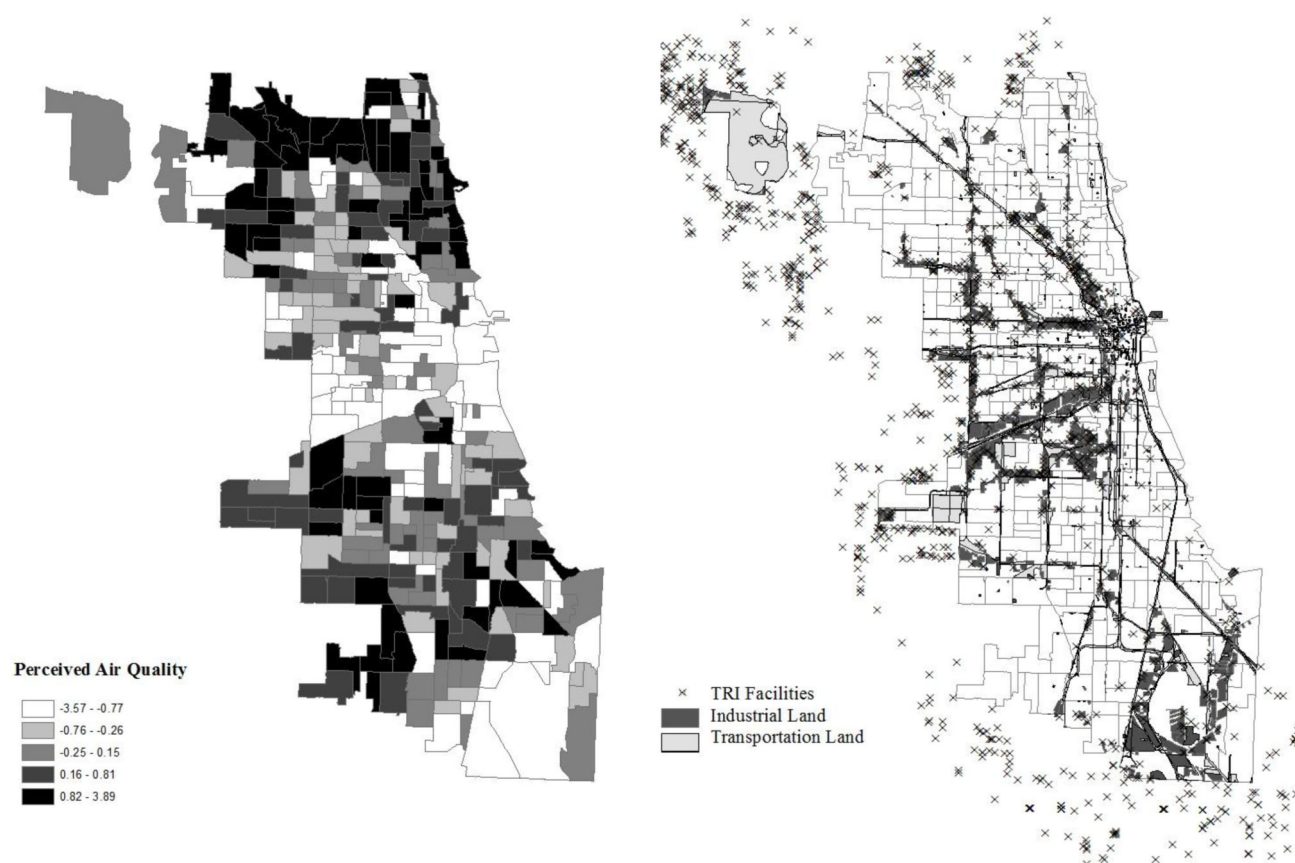 Perceived Air Quality
-3.57 - -0.77
-0.76 - -0.26
-0.25 - 0.15
0.16 - 0.81
0.82 - 3.89
TRI Facilities
Industrial Land
Transportation Land